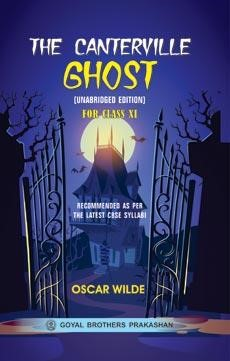 THE CANTERVILLE
GHOST
(UNABRIDGED EDITION)
FOR CLASS XI
RECOMMENDED AS PER
THE LATEST CBSE SYLLABI
OSCAR WILDE
GOYAL BROTHERS PRAKASHAN